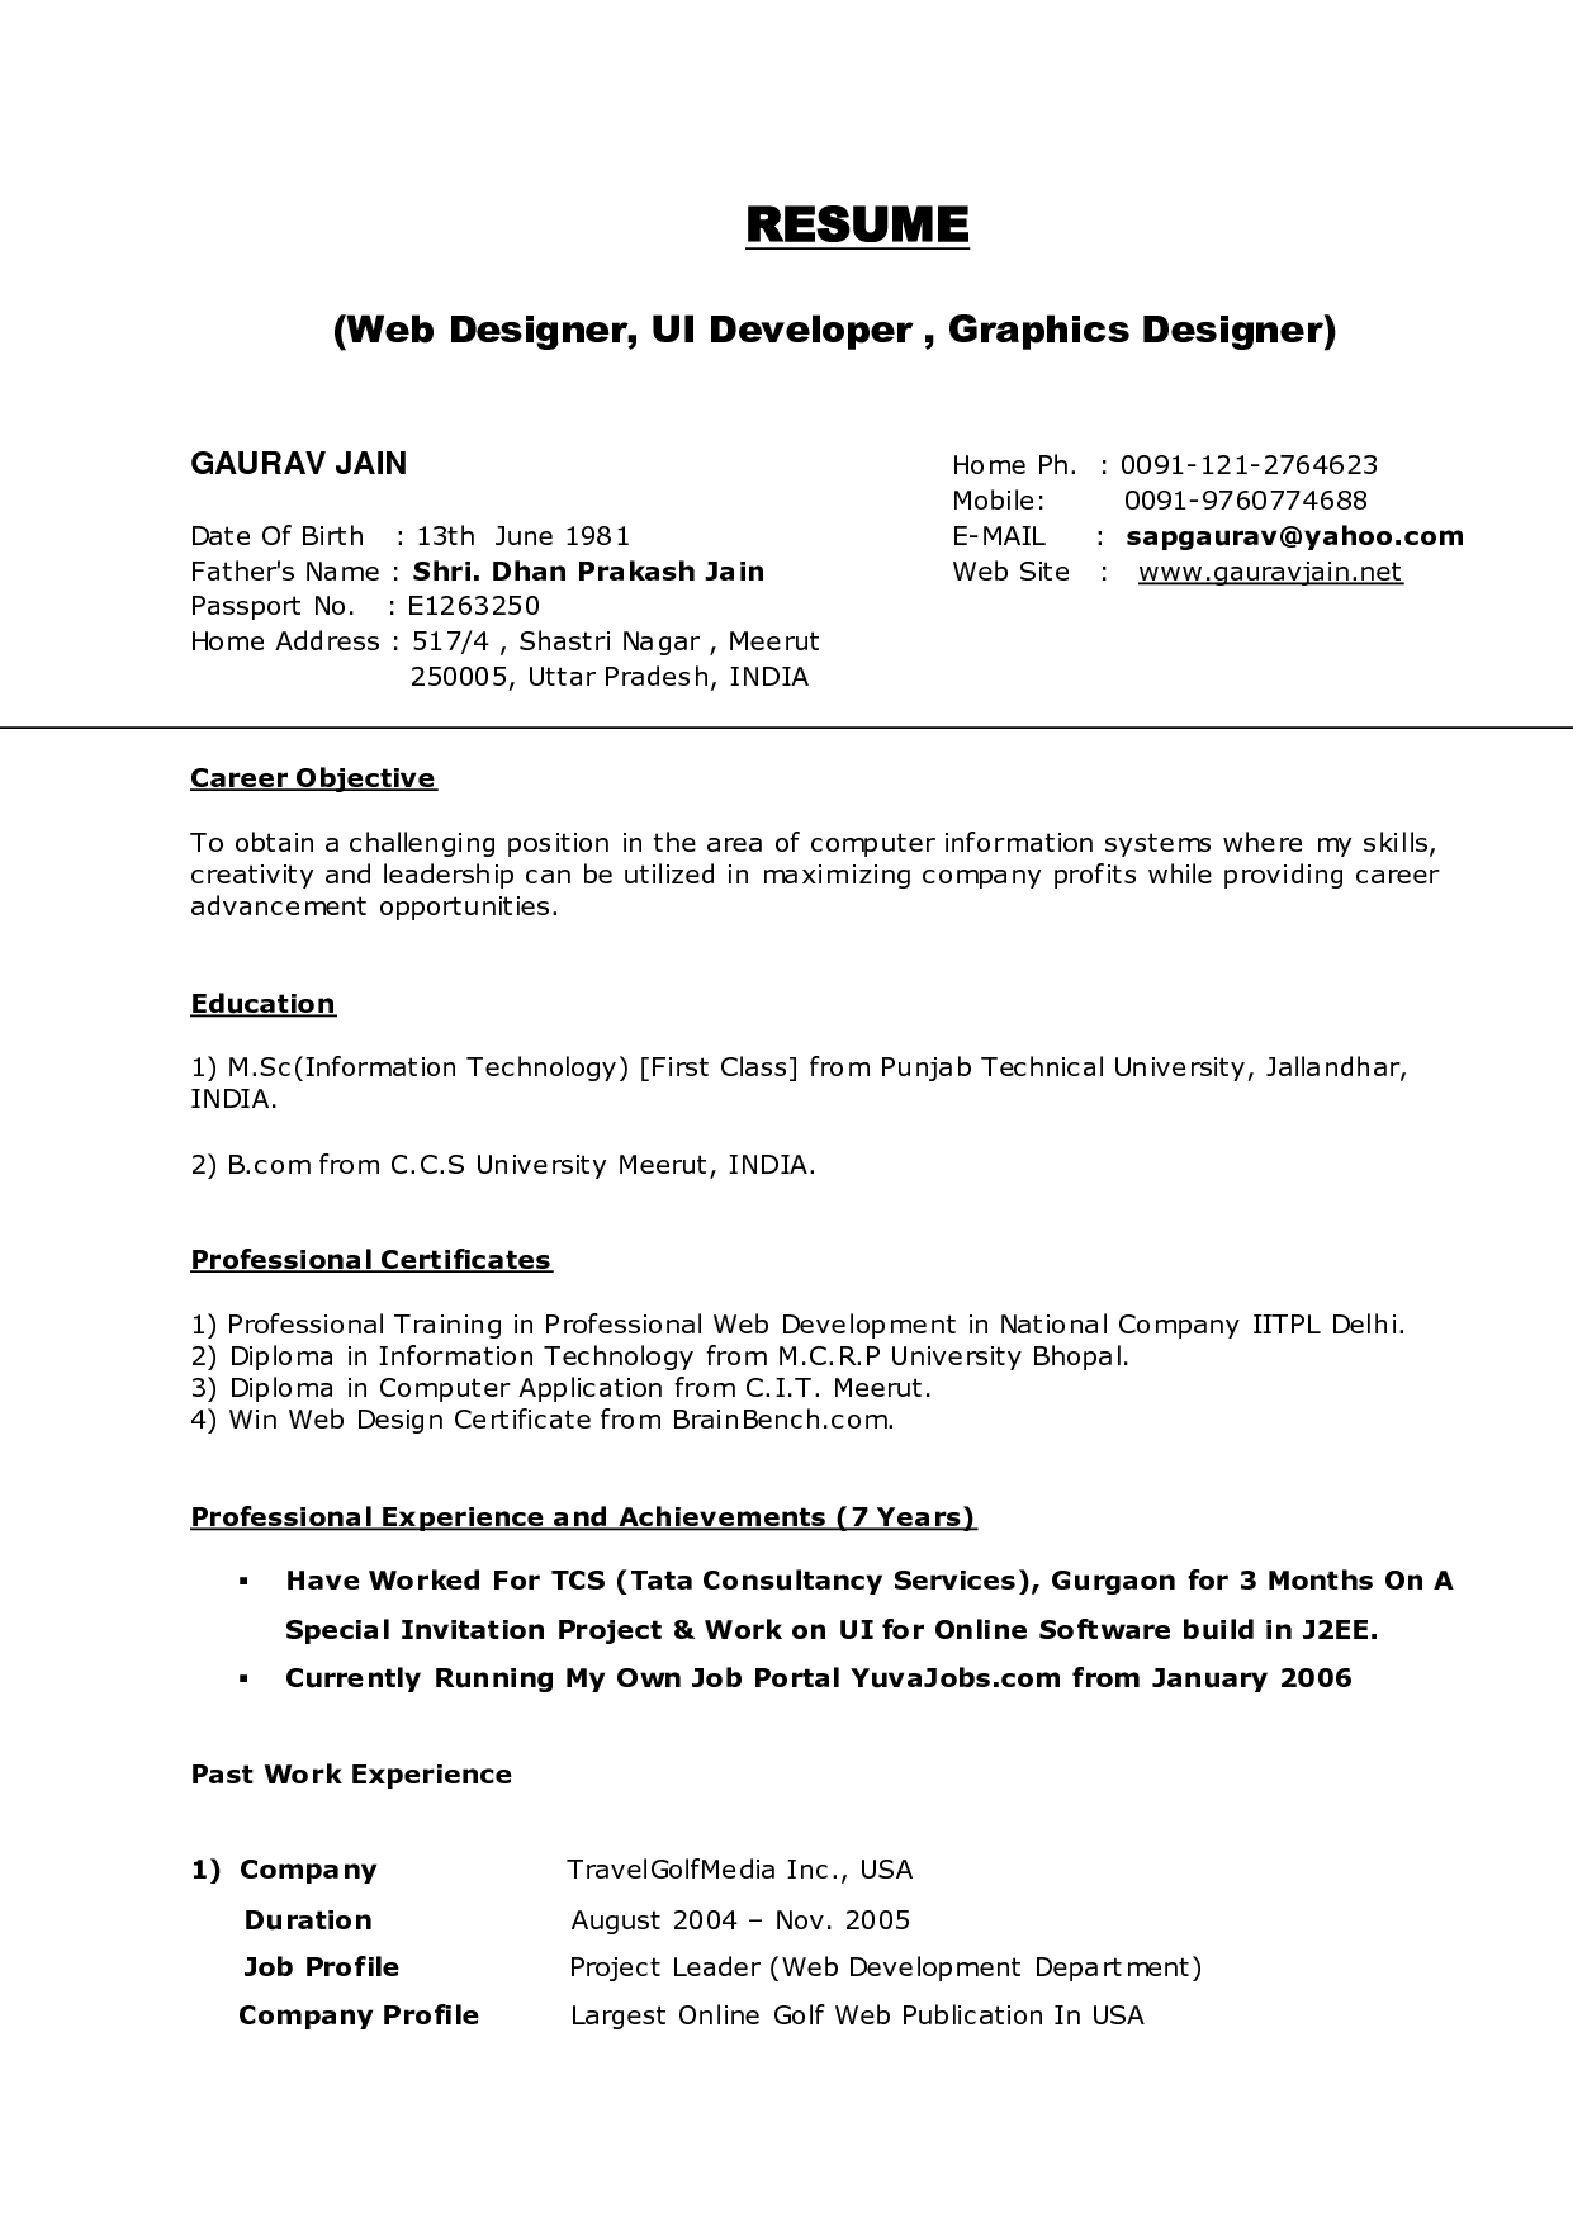 RESUME
(Web Designer, UI Developer , Graphics Designer)
GAURAV JAIN
Date Of Birth : 13th June 1981
Father's Name : Shri. Dhan Prakash Jain
Passport No. : E1263250
Home Address : 517/4 , Shastri Nagar , Meerut
250005, Uttar Pradesh, INDIA
Home Ph. : 0091-121-2764623
Mobile: 0091-9760774688
E-MAIL : sapgaurav@yahoo.com
Web Site : www.gauravjain.net
Career Objective
To obtain a challenging position in the area of computer information systems where my skills,
creativity and leadership can be utilized in maximizing company profits while providing career
advancement opportunities.
Education
1) M.Sc(Information Technology) [First Class] from Punjab Technical University, Jallandhar,
INDIA.
2) B.com from C.C.S University Meerut, INDIA.
Professional Certificates
1) Professional Training in Professional Web Development in National Company IITPL Delhi.
2) Diploma in Information Technology from M.C.R.P University Bhopal.
3) Diploma in Computer Application from C.I.T. Meerut.
4) Win Web Design Certificate from BrainBench.com.
Professional Experience and Achievements (7 Years)
▪ Have Worked For TCS (Tata Consultancy Services), Gurgaon for 3 Months On A
Special Invitation Project & Work on UI for Online Software build in J2EE.
▪ Currently Running My Own Job Portal YuvaJobs.com from January 2006
Past Work Experience
1) Company TravelGolfMedia Inc., USA
Duration August 2004 – Nov. 2005
Job Profile Project Leader (Web Development Department)
Company Profile Largest Online Golf Web Publication In USA